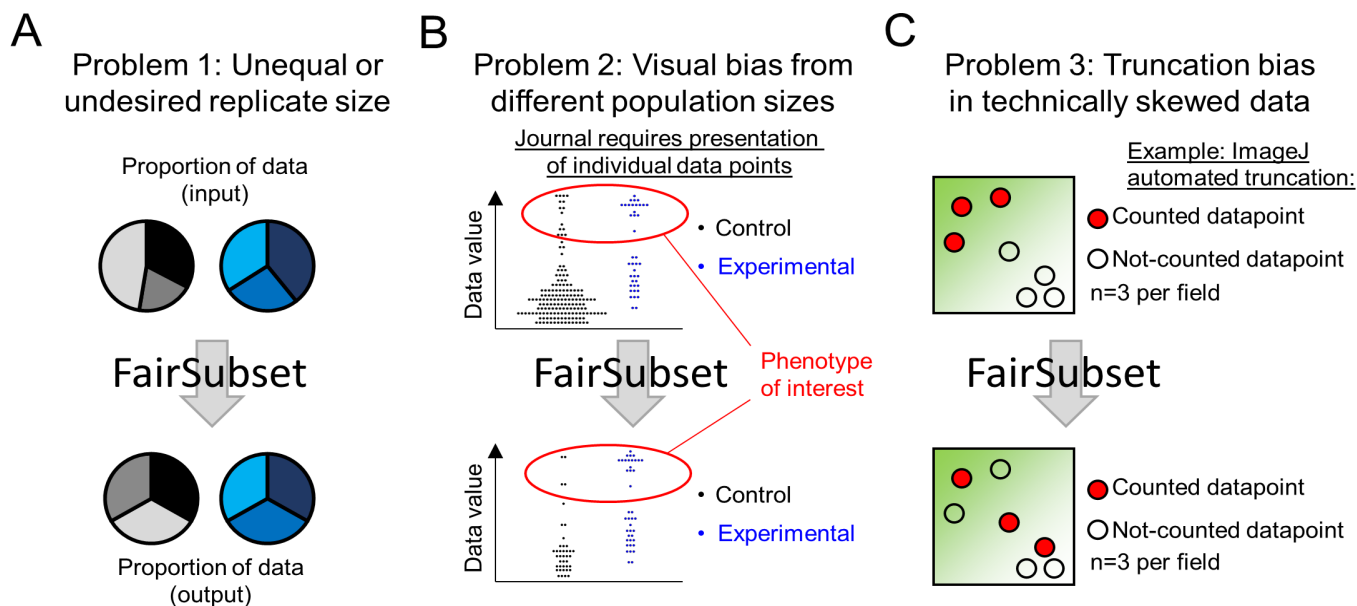 A
Problem 1: Unequal or
undesired replicate size
Proportion of data
(input)
FairSubset
Proportion of data
(output)
B
Problem 2: Visual bias from
different population sizes
Journal requires presentation
of individual data points
Data value
• Control
• Experimental
FairSubset
Phenotype
of interest
Data value
• Control
• Experimental
C
Problem 3: Truncation bias
in technically skewed data
Example: ImageJ
automated truncation:
Counted datapoint
Not-counted datapoint
n=3 per field
FairSubset
Counted datapoint
Not-counted datapoint
n=3 per field